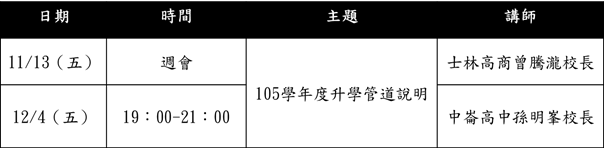 日期 時間 主題 講師
11/13（五） 週會 105學年度升學管道說明 士林高商曾騰瀧校長
12/4（五） 19：00-21：00 中崙高中孫明峯校長